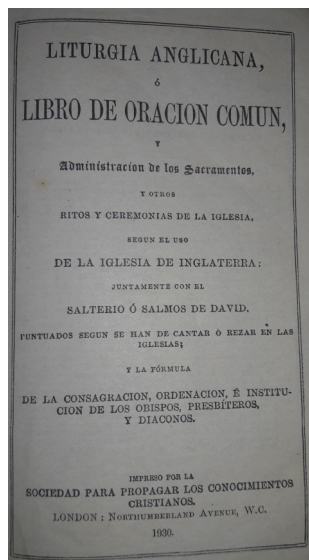 LITURGIA ANGLICANA,
ó
LIBRO DE ORACION COMUN,
Y
Administracion de los Sacramentos,
Y OTROS
RITOS Y CEREMONIAS DE LA IGLESIA,
SEGUN EL USO
DE LA IGLESIA DE INGLATERRA:
JUNTAMENTE CON EL
SALTERIO Ó SALMOS DE DAVID,
PUNTUADOS SEGUN SE HAN DE CANTAR Ó REZAR EN LAS
IGLESIAS;
Y LA FÓRMULA
DE LA CONSAGRACION, ORDENACION, É INSTITU-
CION DE LOS OBISPOS, PRESBÍTEROS,
Y DIACONOS.
IMPRESO POR LA
SOCIEDAD PARA PROPAGAR LOS CONOCIMIENTOS
CRISTIANOS.
LONDON: NORTHUMBERLAND AVENUE, W.C.
1930.